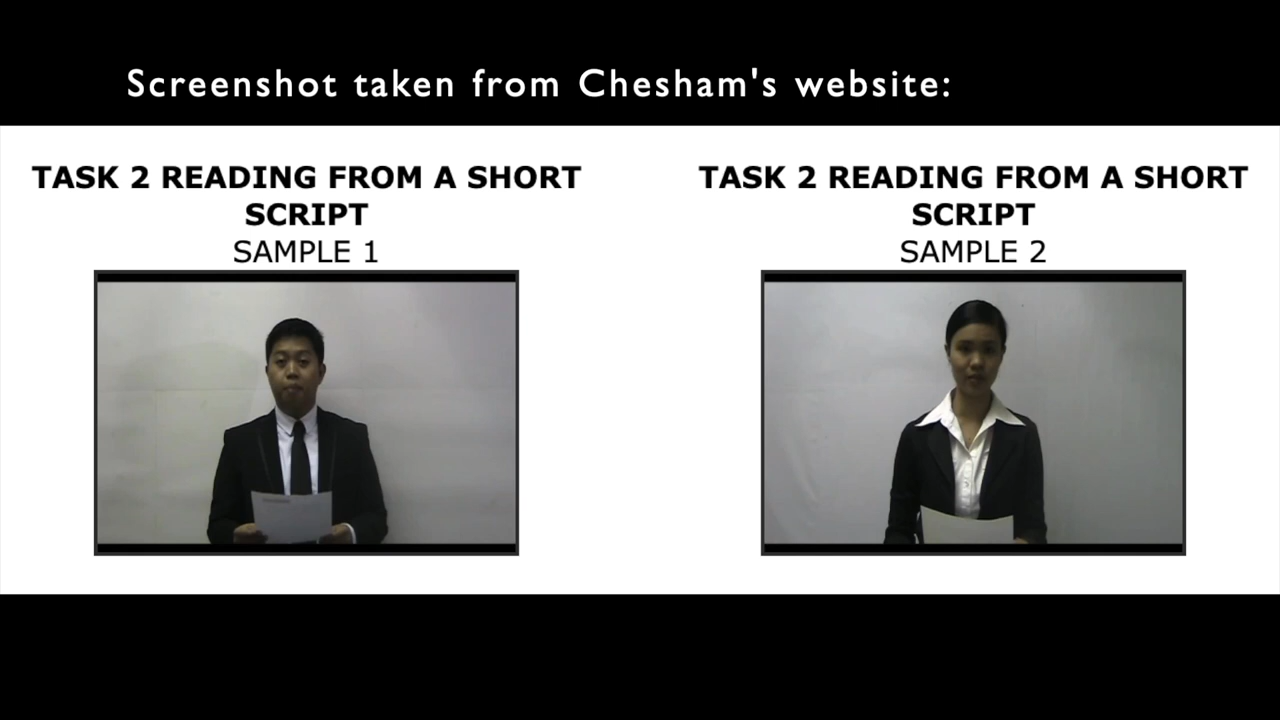 Screenshot taken from Chesham's website:
TASK 2 READING FROM A SHORT
SCRIPT
SAMPLE 1
TASK 2 READING FROM A SHORT
SCRIPT
SAMPLE 2